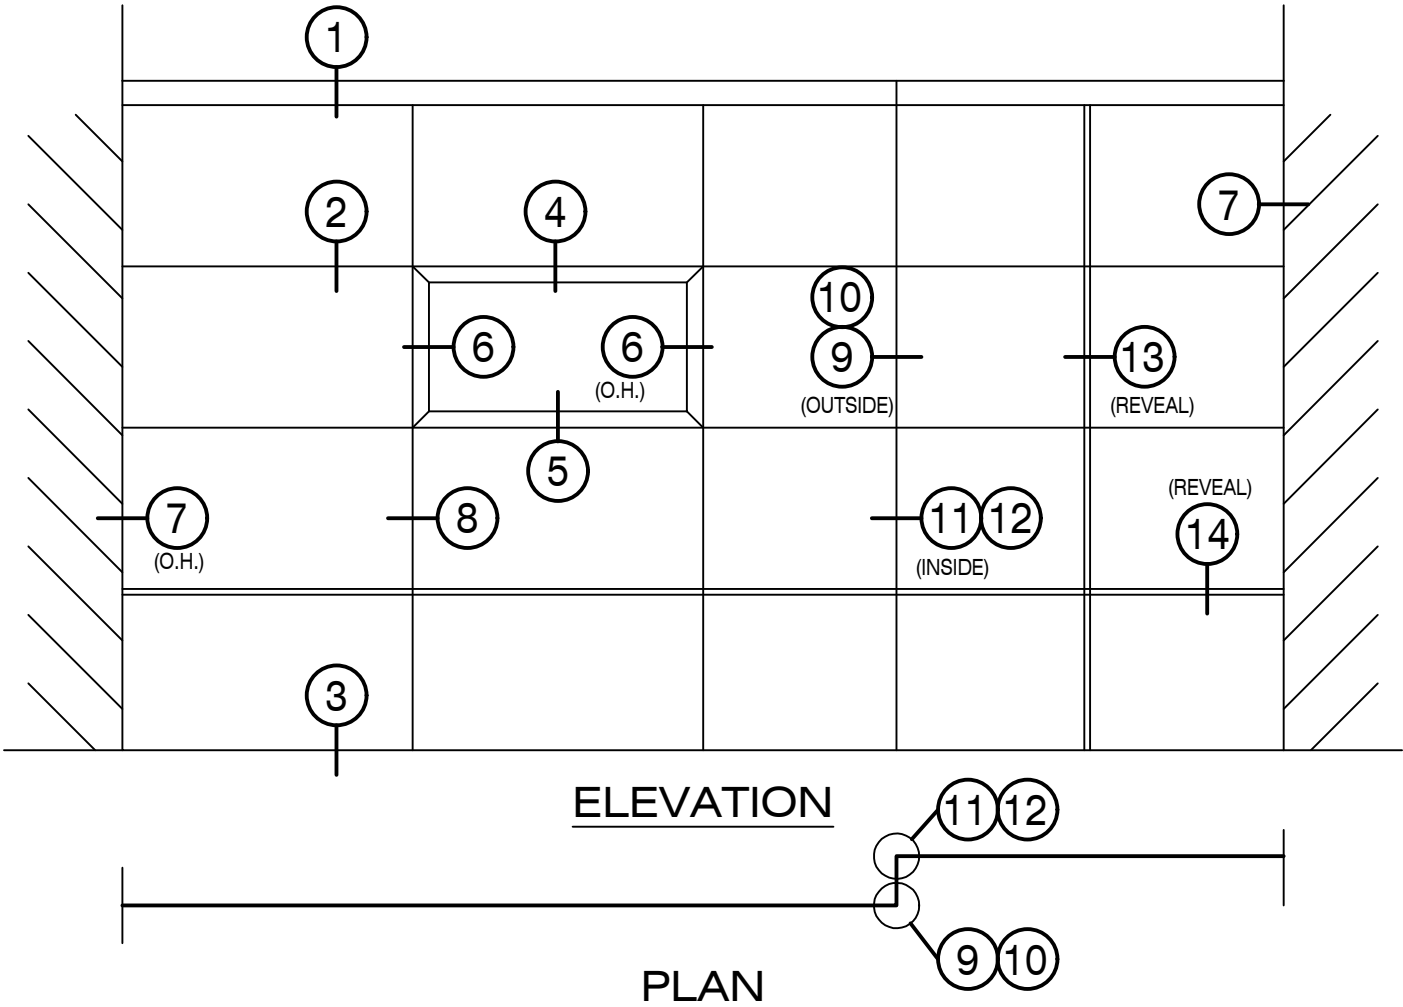 1
2
4
7
10
6
6
9
13
(O.H.)
(OUTSIDE)
(REVEAL)
5
(REVEAL)
7
8
11 12
14
(O.H.)
(INSIDE)
3
ELEVATION
11 12
9 10
PLAN